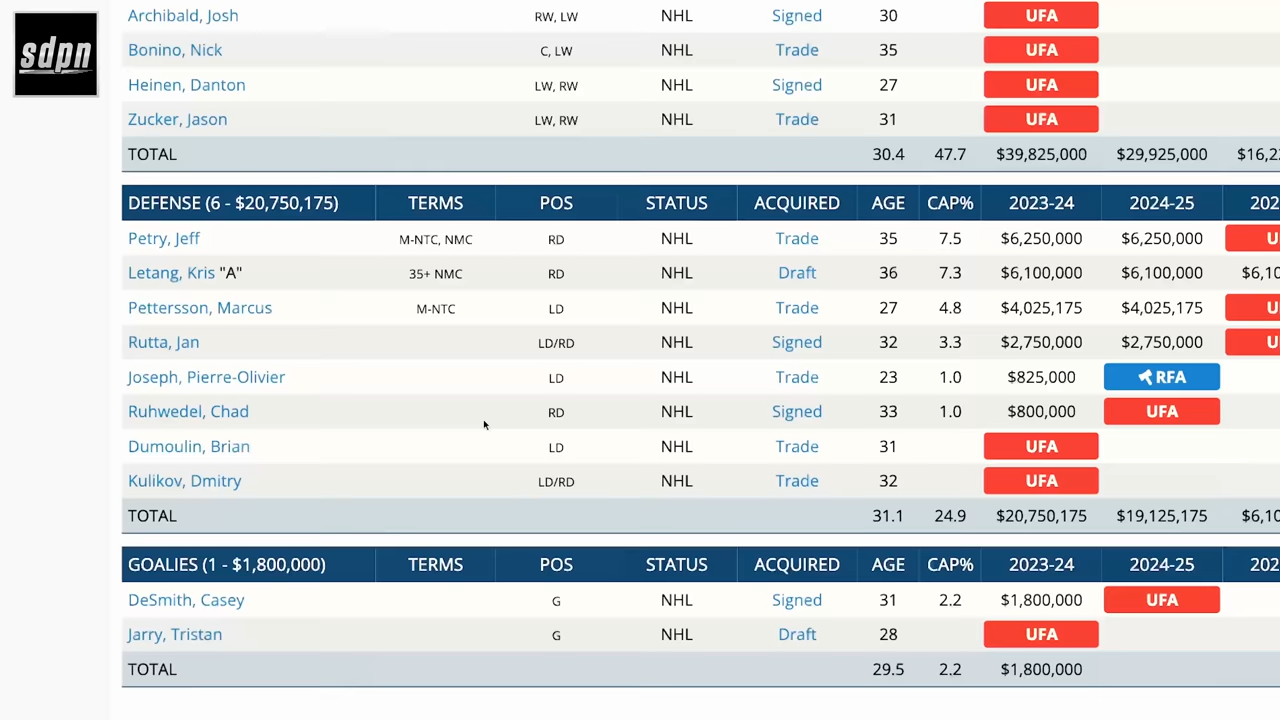 sdpn
Archibald, Josh RW, LW NHL Signed 30 UFA
Bonino, Nick C, LW NHL Trade 35 UFA
Heinen, Danton LW, RW NHL Signed 27 UFA
Zucker, Jason LW, RW NHL Trade 31 UFA
TOTAL 30.4 47.7 $39,825,000 $29,925,000 $16,2
DEFENSE (6 - $20,750,175) TERMS POS STATUS ACQUIRED AGE CAP% 2023-24 2024-25 202
Petry, Jeff M-NTC, NMC RD NHL Trade 35 7.5 $6,250,000 $6,250,000 U
Letang, Kris "A" 35+ NMC RD NHL Draft 36 7.3 $6,100,000 $6,100,000 $6,10
Pettersson, Marcus M-NTC LD NHL Trade 27 4.8 $4,025,175 $4,025,175 U
Rutta, Jan LD/RD NHL Signed 32 3.3 $2,750,000 $2,750,000 U
Joseph, Pierre-Olivier LD NHL Trade 23 1.0 $825,000 RFA
Ruhwedel, Chad RD NHL Signed 33 1.0 $800,000 UFA
Dumoulin, Brian LD NHL Trade 31 UFA
Kulikov, Dmitry LD/RD NHL Trade 32 UFA
TOTAL 31.1 24.9 $20,750,175 $19,125,175 $6,10
GOALIES (1 - $1,800,000) TERMS POS STATUS ACQUIRED AGE CAP% 2023-24 2024-25 202
DeSmith, Casey G NHL Signed 31 2.2 $1,800,000 UFA
Jarry, Tristan G NHL Draft 28 UFA
TOTAL 29.5 2.2 $1,800,000